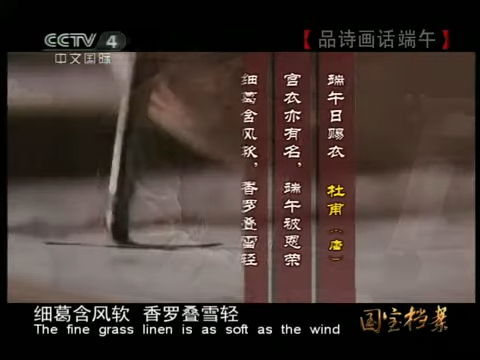 CCTV 4
中文国际
【品诗画话端午】
端午日赐衣 杜甫（唐）
宫衣亦有名，端午被恩荣
细葛含风软，香罗叠雪轻
细葛含风软 香罗叠雪轻
The fine grass linen is as soft as the wind
国宝档案